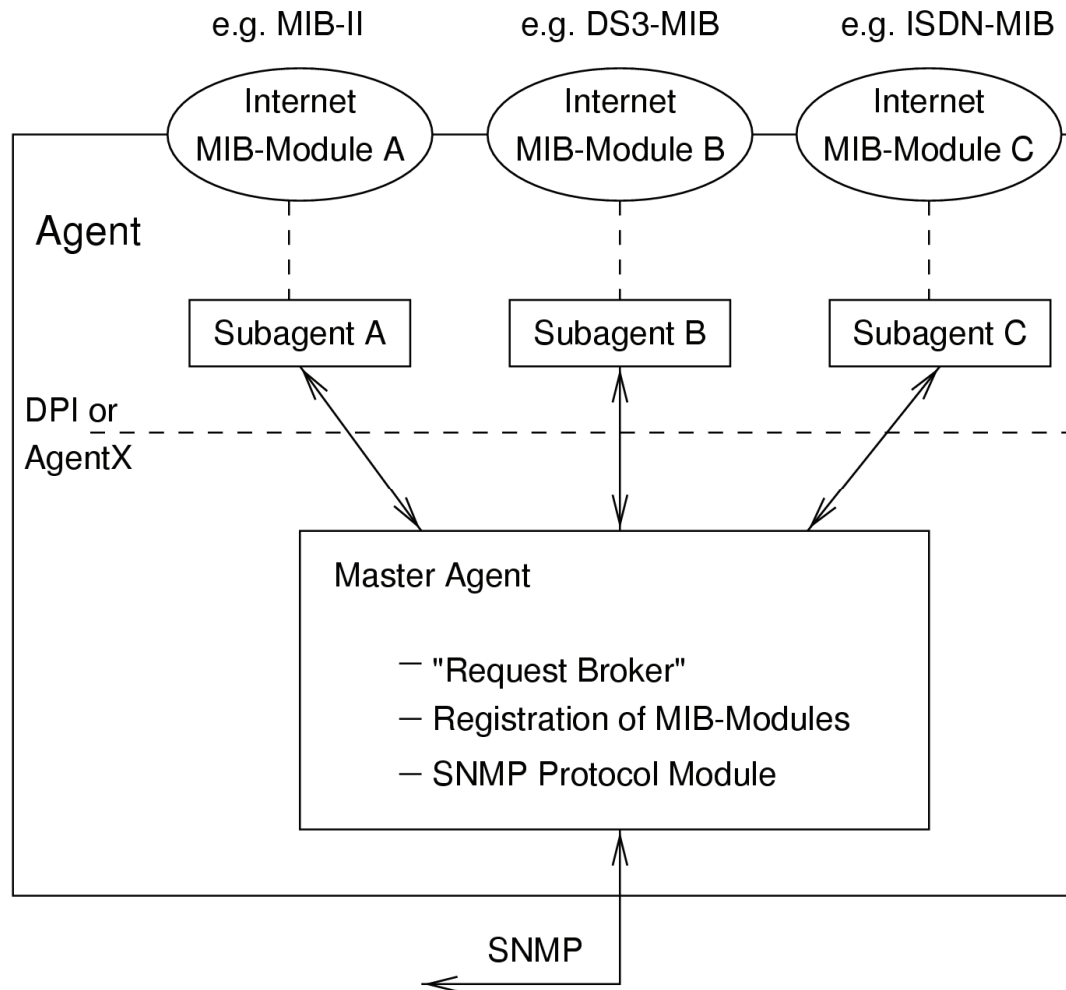 e.g. MIB-II
e.g. DS3-MIB
e.g. ISDN-MIB
Internet
MIB-Module A
Internet
MIB-Module B
Internet
MIB-Module C
Agent
Subagent A
Subagent B
Subagent C
DPI or
AgentX
Master Agent
— "Request Broker"
— Registration of MIB-Modules
— SNMP Protocol Module
SNMP